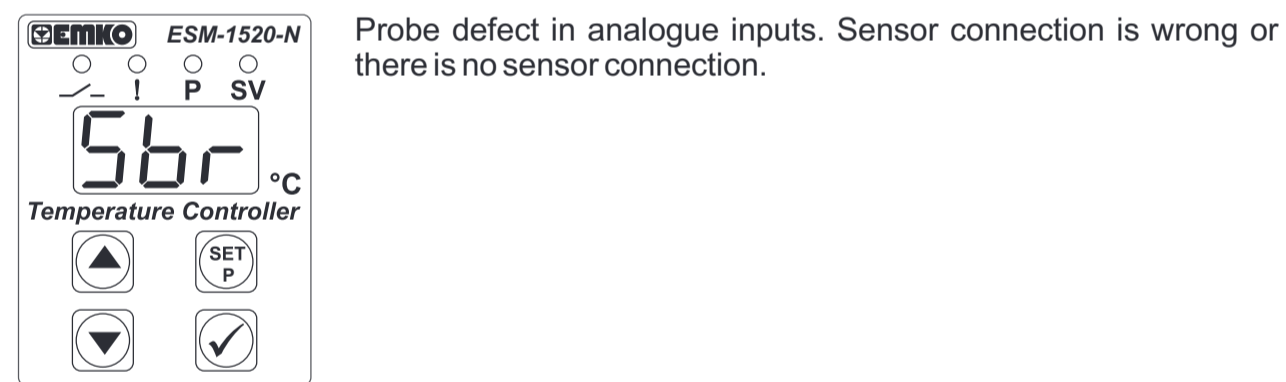 EMKO ESM-1520-N
! P SV
Sbr
°C
Temperature Controller
SET
P
Probe defect in analogue inputs. Sensor connection is wrong or
there is no sensor connection.